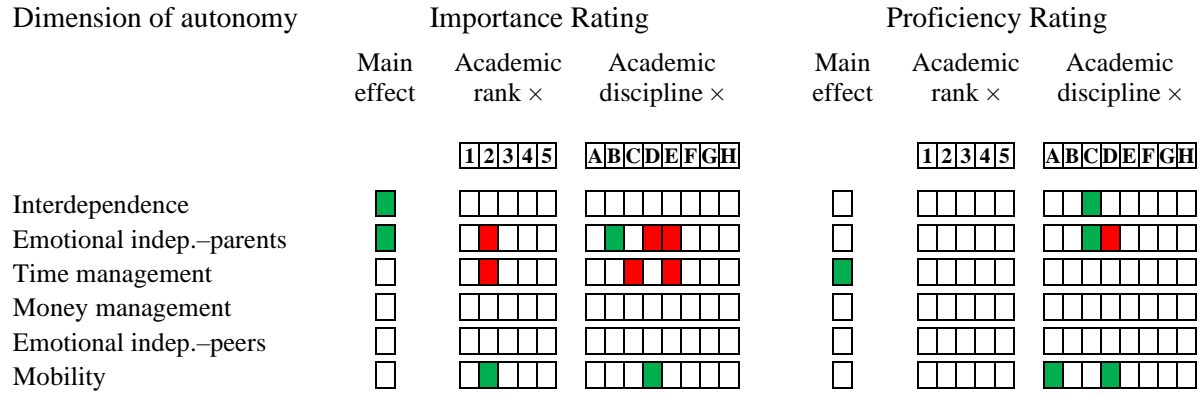 Dimension of autonomy Importance Rating Proficiency Rating
Main Academic Academic Main Academic Academic
effect rank × discipline × effect rank × discipline ×
1 2 3 4 5 A B C D E F G H 1 2 3 4 5 A B C D E F G H
Interdependence
Emotional indep.–parents
Time management
Money management
Emotional indep.–peers
Mobility